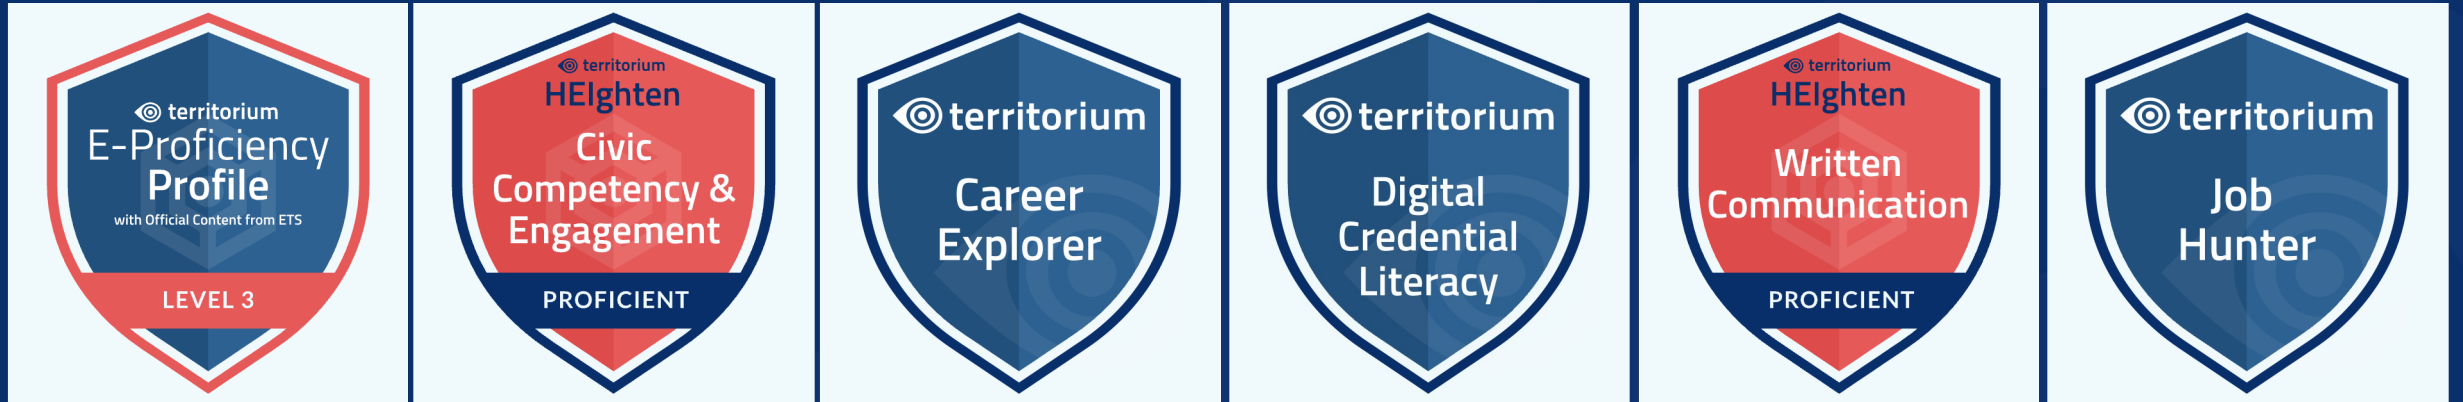 territorium
E-Proficiency
Profile
with Official Content from ETS
LEVEL 3
territorium
HEIghten
Civic
Competency &
Engagement
PROFICIENT
territorium
Career
Explorer
territorium
Digital
Credential
Literacy
territorium
HEIghten
Written
Communication
PROFICIENT
territorium
Job
Hunter